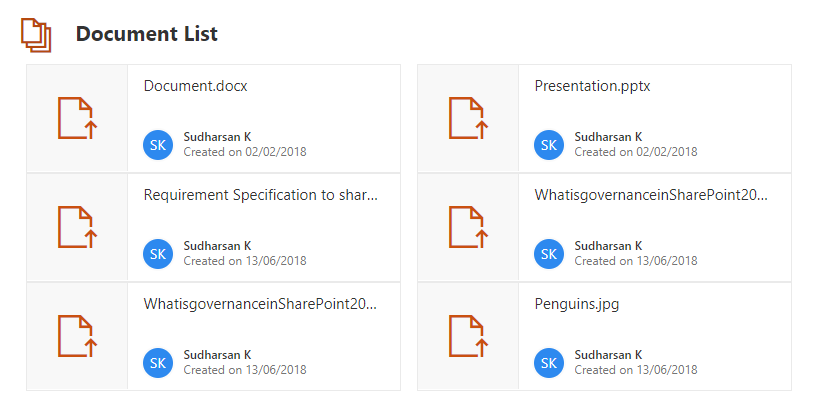 Document List
Document.docx
SK
Sudharsan K
Created on 02/02/2018
Presentation.pptx
SK
Sudharsan K
Created on 02/02/2018
Requirement Specification to shar...
SK
Sudharsan K
Created on 13/06/2018
WhatisgovernanceinSharePoint20...
SK
Sudharsan K
Created on 13/06/2018
WhatisgovernanceinSharePoint20...
SK
Sudharsan K
Created on 13/06/2018
Penguins.jpg
SK
Sudharsan K
Created on 13/06/2018